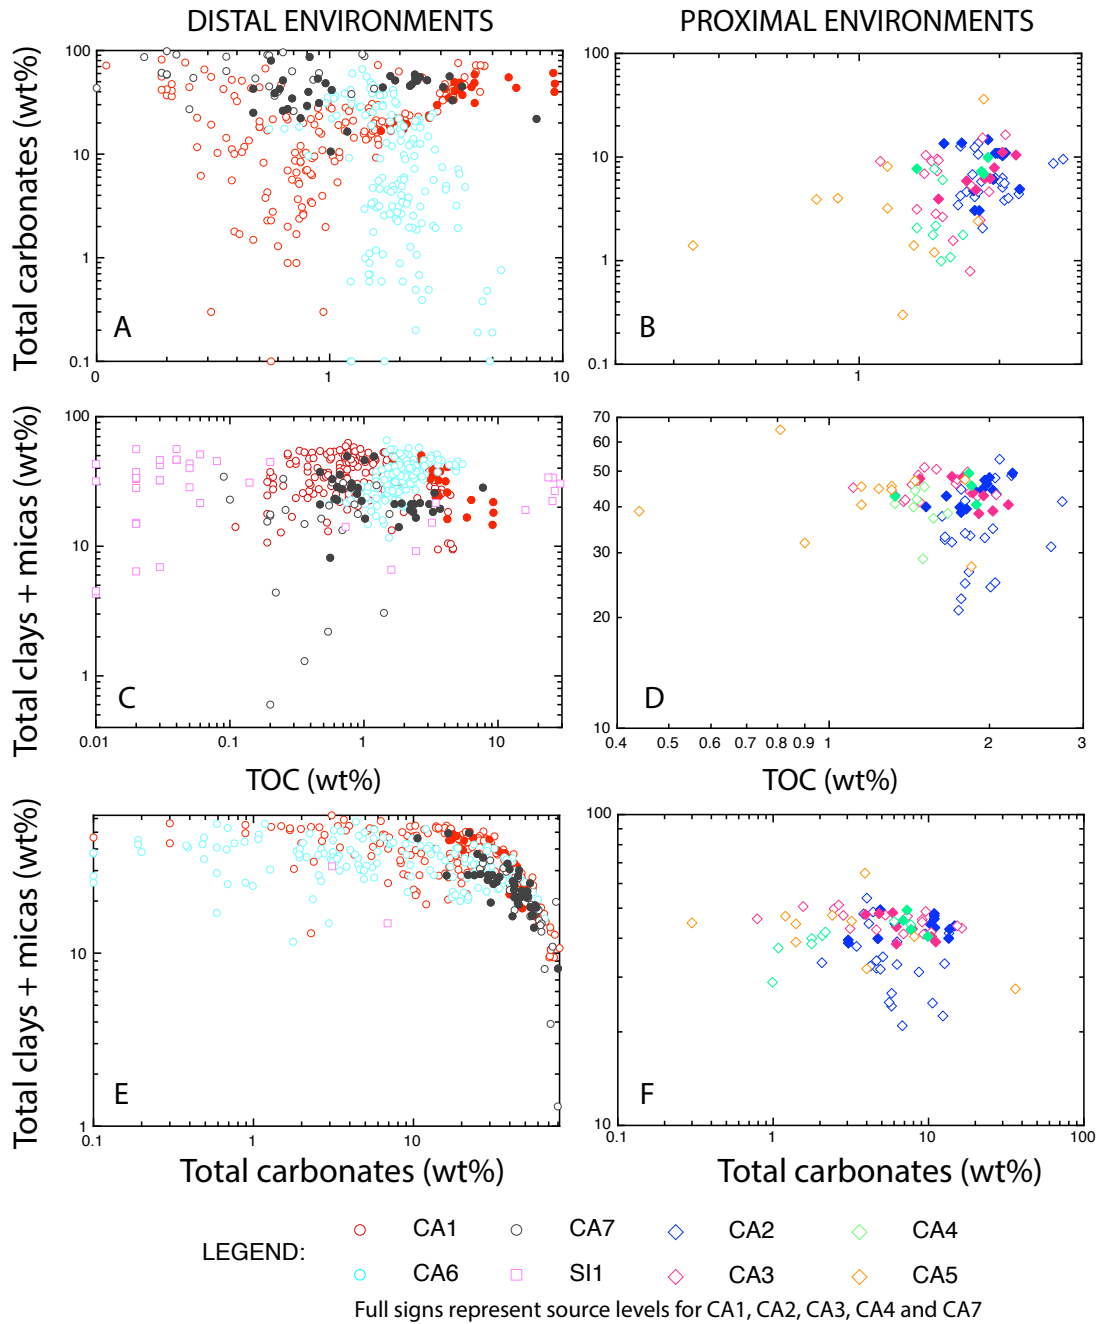 DISTAL ENVIRONMENTS
PROXIMAL ENVIRONMENTS
Total carbonates (wt%)
100
10
1
0.1
A
0
1
10
100
10
1
0.1
B
1
Total clays + micas (wt%)
100
10
1
C
0.01
0.1
1
10
TOC (wt%)
70
60
50
40
30
20
10
D
0.4
0.5
0.6
0.7
0.8
0.9
1
2
3
TOC (wt%)
Total clays + micas (wt%)
10
1
E
0.1
1
10
Total carbonates (wt%)
100
10
F
0.1
1
10
100
Total carbonates (wt%)
LEGEND:
CA1
CA7
CA2
CA4
CA6
SI1
CA3
CA5
Full signs represent source levels for CA1, CA2, CA3, CA4 and CA7